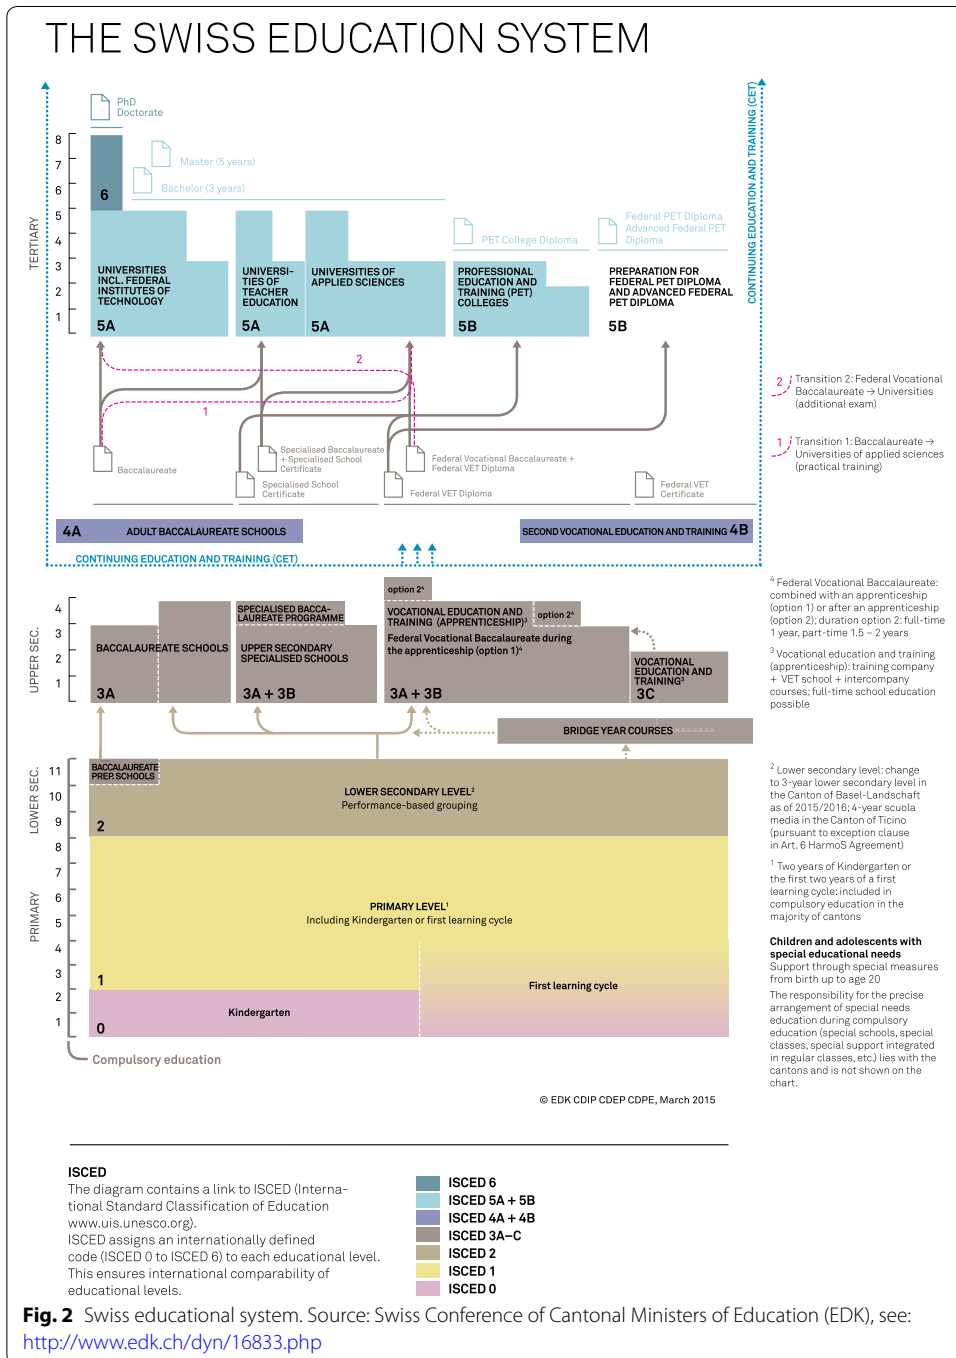 THE SWISS EDUCATION SYSTEM
PhD
Doctorate
Master (5 years)
Bachelor (3 years)
PET College Diploma
Federal PET Diploma
Advanced Federal PET
Diploma
CONTINUING EDUCATION AND TRAINING (CET)
TERTIARY
8
7
6
5
4
3
2
1
6
UNIVERSITIES
INCL. FEDERAL
INSTITUTES OF
TECHNOLOGY
5A
UNIVERSI-
TIES OF
TEACHER
EDUCATION
5A
UNIVERSITIES OF
APPLIED SCIENCES
5A
PROFESSIONAL
EDUCATION AND
TRAINING (PET)
COLLEGES
5B
PREPARATION FOR
FEDERAL PET DIPLOMA
AND ADVANCED FEDERAL
PET DIPLOMA
5B
2
1
2 Transition 2: Federal Vocational
Baccalaureate → Universities
(additional exam)
1 Transition 1: Baccalaureate →
Universities of applied sciences
(practical training)
Baccalaureate
Specialised Baccalaureate
+ Specialised School
Certificate
Specialised School
Certificate
Federal Vocational Baccalaureate +
Federal VET Diploma
Federal VET Diploma
Federal VET
Certificate
4A ADULT BACCALAUREATE SCHOOLS
SECOND VOCATIONAL EDUCATION AND TRAINING 4B
CONTINUING EDUCATION AND TRAINING (CET)
UPPER SEC.
4
3
2
1
BACCALAUREATE SCHOOLS
3A
SPECIALISED BACCA-
LAUREATE PROGRAMME
UPPER SECONDARY
SPECIALISED SCHOOLS
3A + 3B
option 2⁴
VOCATIONAL EDUCATION AND
TRAINING (APPRENTICESHIP)³
option 2⁴
Federal Vocational Baccalaureate during
the apprenticeship (option 1)⁴
3A + 3B
VOCATIONAL
EDUCATION AND
TRAINING³
3C
BRIDGE YEAR COURSES
⁴ Federal Vocational Baccalaureate:
combined with an apprenticeship
(option 1) or after an apprenticeship
(option 2); duration option 2: full-time
1 year, part-time 1.5 – 2 years
³ Vocational education and training
(apprenticeship): training company
+ VET school + intercompany
courses; full-time school education
possible
LOWER SEC.
11
10
9
BACCALAUREATE
PREP. SCHOOLS
LOWER SECONDARY LEVEL²
Performance-based grouping
2
PRIMARY
8
7
6
5
4
3
2
1
PRIMARY LEVEL¹
Including Kindergarten or first learning cycle
1
First learning cycle
Kindergarten
0
Compulsory education
² Lower secondary level: change
to 3-year lower secondary level in
the Canton of Basel-Landschaft
as of 2015/2016; 4-year scuola
media in the Canton of Ticino
(pursuant to exception clause
in Art. 6 HarmoS Agreement)
¹ Two years of Kindergarten or
the first two years of a first
learning cycle: included in
compulsory education in the
majority of cantons
Children and adolescents with
special educational needs
Support through special measures
from birth up to age 20
The responsibility for the precise
arrangement of special needs
education during compulsory
education (special schools, special
classes, special support integrated
in regular classes, etc.) lies with the
cantons and is not shown on the
chart.
© EDK CDIP CDEP CDPE, March 2015
ISCED
The diagram contains a link to ISCED (Interna-
tional Standard Classification of Education
www.uis.unesco.org).
ISCED assigns an internationally defined
code (ISCED 0 to ISCED 6) to each educational level.
This ensures international comparability of
educational levels.
ISCED 6
ISCED 5A + 5B
ISCED 4A + 4B
ISCED 3A–C
ISCED 2
ISCED 1
ISCED 0
Fig. 2 Swiss educational system. Source: Swiss Conference of Cantonal Ministers of Education (EDK), see:
http://www.edk.ch/dyn/16833.php